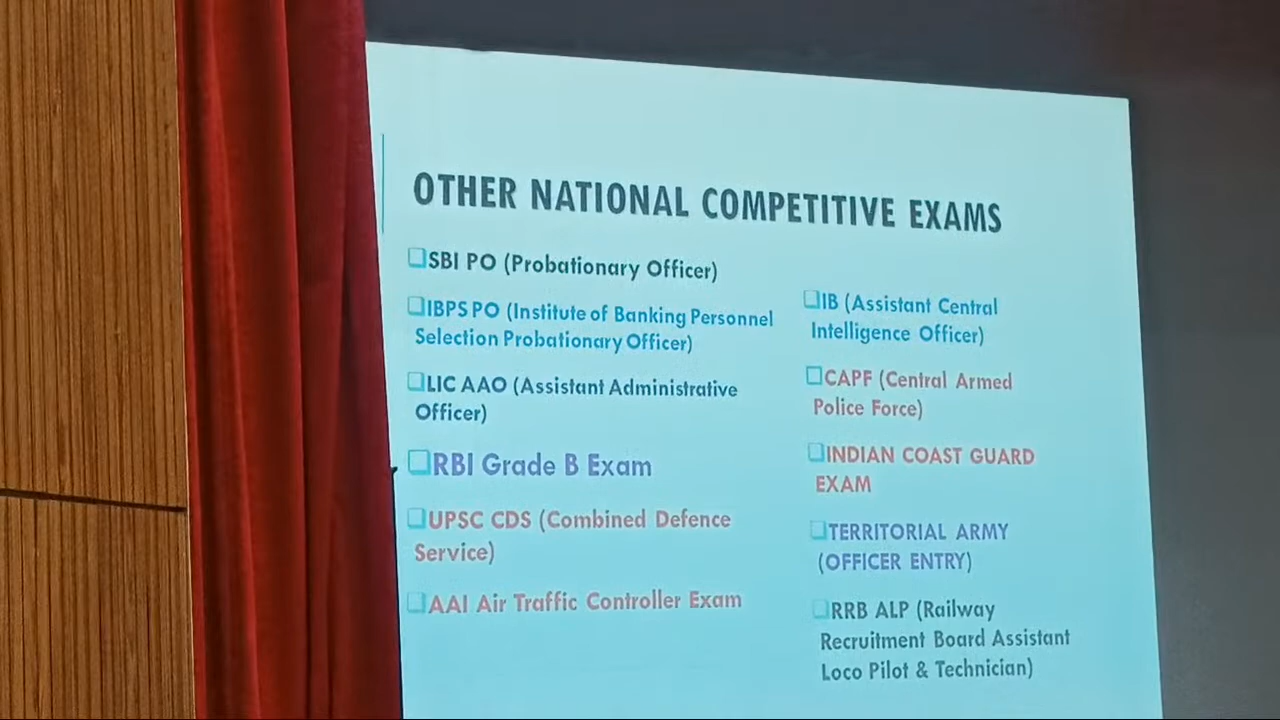 OTHER NATIONAL COMPETITIVE EXAMS
SBI PO (Probationary Officer)
IBPS PO (Institute of Banking Personnel
Selection Probationary Officer)
LIC AAO (Assistant Administrative
Officer)
RBI Grade B Exam
UPSC CDS (Combined Defence
Service)
AAI Air Traffic Controller Exam
IB (Assistant Central
Intelligence Officer)
CAPF (Central Armed
Police Force)
INDIAN COAST GUARD
EXAM
TERRITORIAL ARMY
(OFFICER ENTRY)
RRB ALP (Railway
Recruitment Board Assistant
Loco Pilot & Technician)